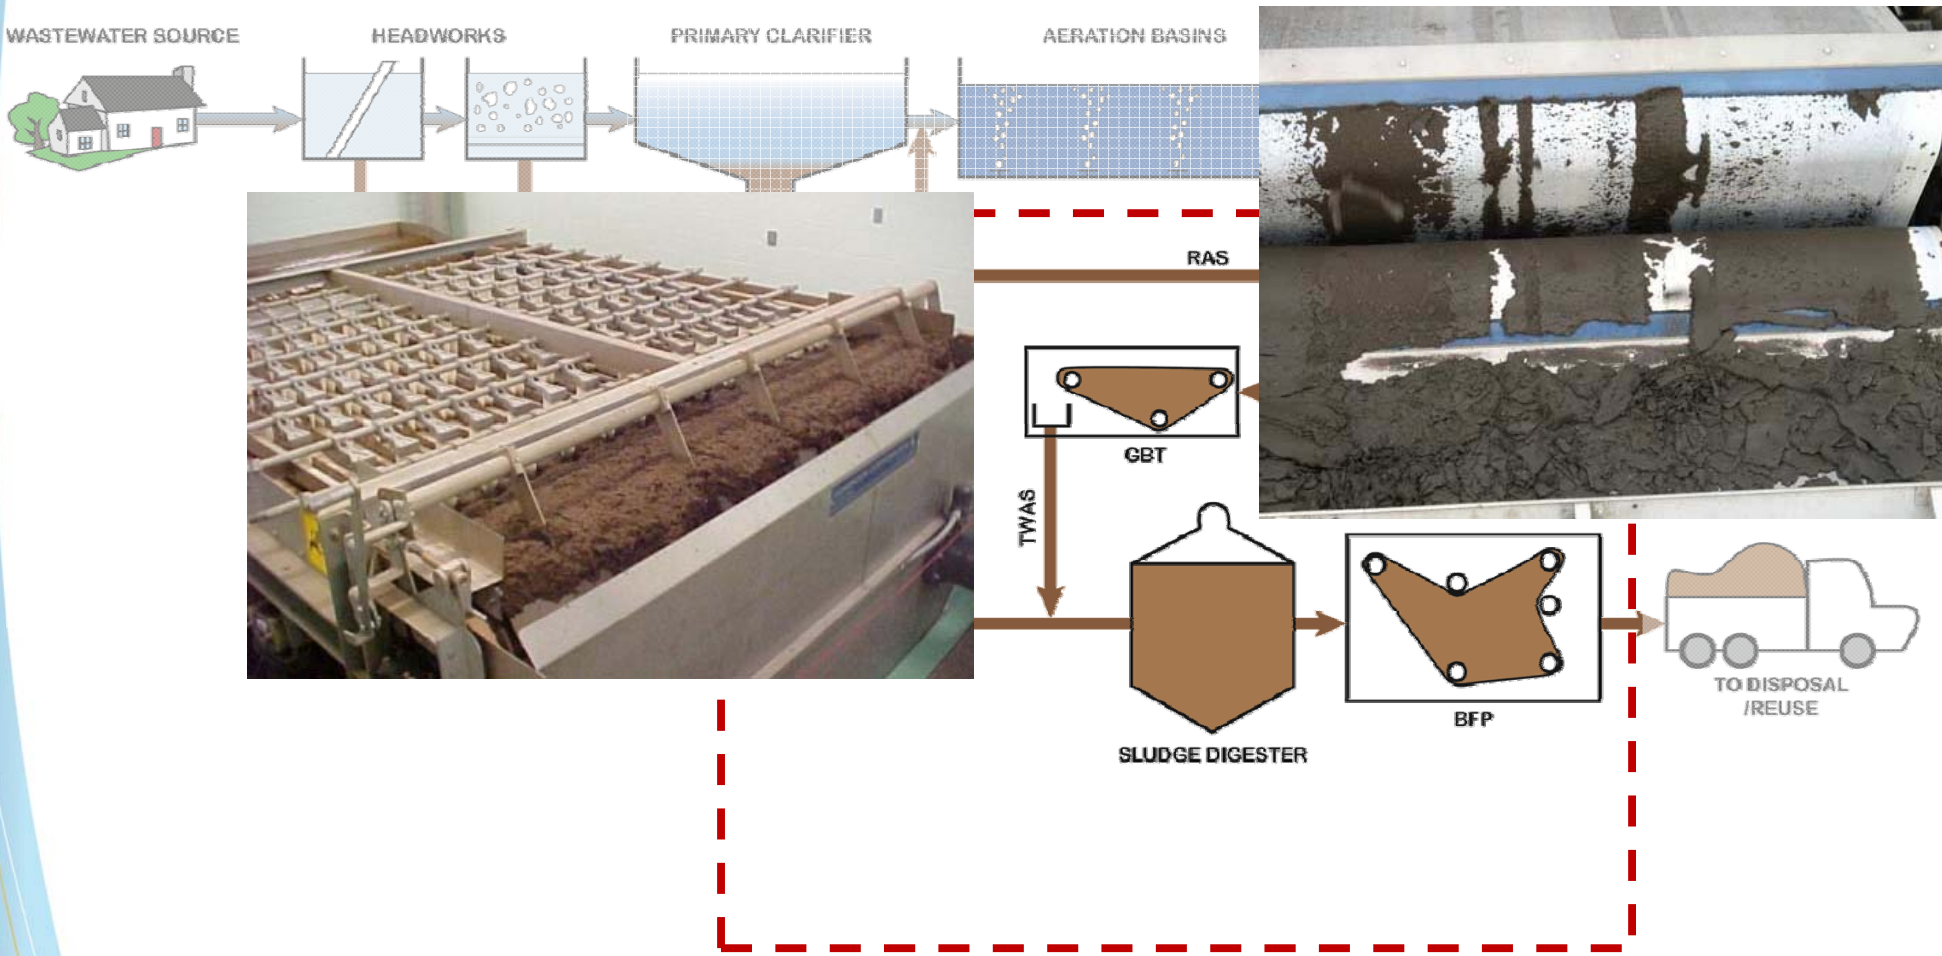 WASTEWATER SOURCE
HEADWORKS
PRIMARY CLARIFIER
AERATION BASINS
RAS
GBT
TWAS
SLUDGE DIGESTER
BFP
TO DISPOSAL
/REUSE